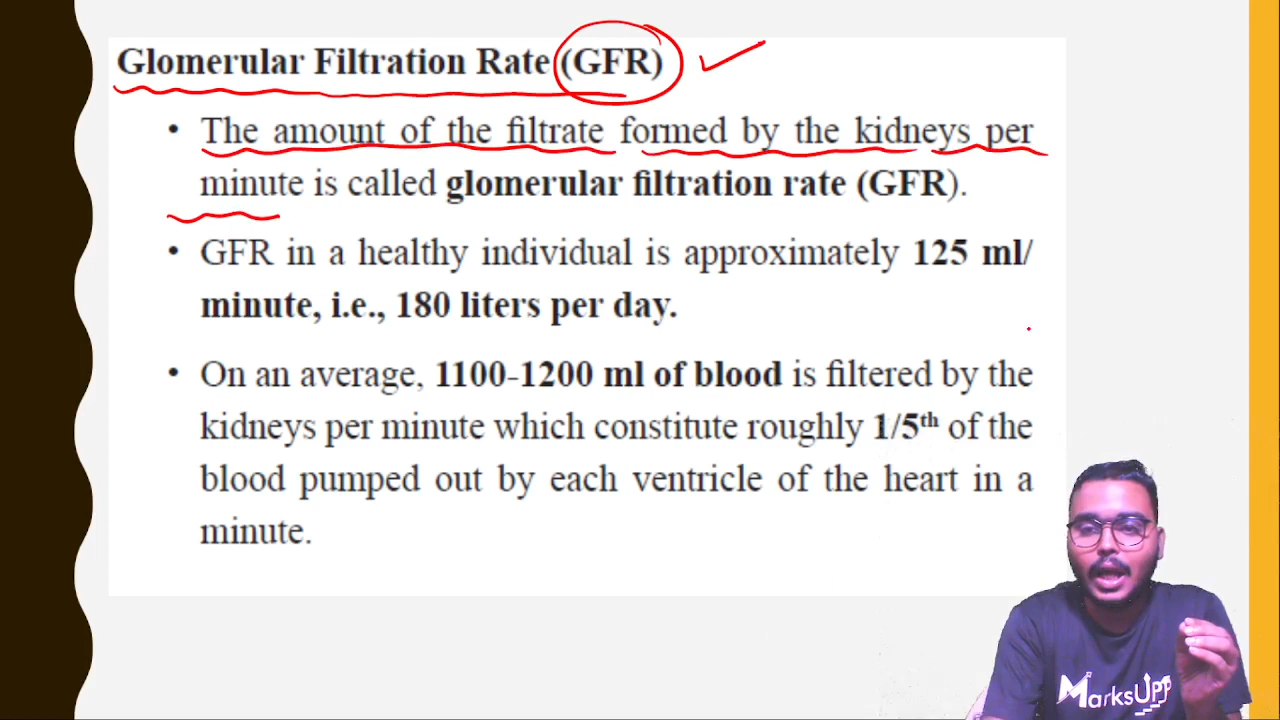 Glomerular Filtration Rate (GFR)
• The amount of the filtrate formed by the kidneys per
minute is called glomerular filtration rate (GFR).
• GFR in a healthy individual is approximately 125 ml/
minute, i.e., 180 liters per day.
• On an average, 1100-1200 ml of blood is filtered by the
kidneys per minute which constitute roughly 1/5th of the
blood pumped out by each ventricle of the heart in a
minute.
MarksUPP